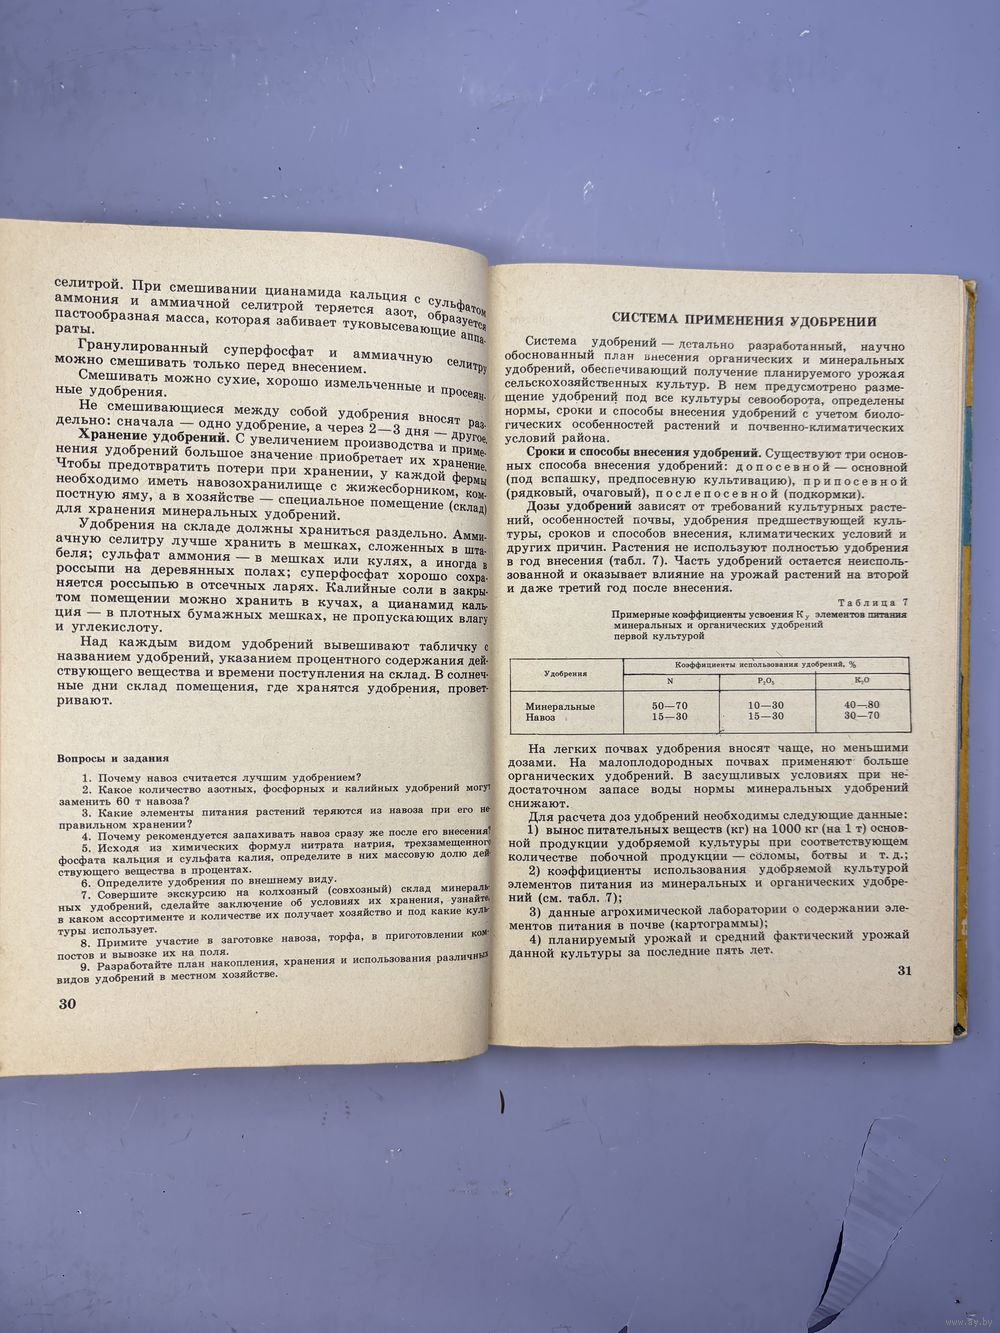 селитрой. При смешивании цианамида кальция с сульфатом
аммония и аммиачной селитрой теряется азот, образуется
пастообразная масса, которая забивает туковысевающие аппа-
раты.
Гранулированный суперфосфат и аммиачную селитру
можно смешивать только перед внесением.
Смешивать можно сухие, хорошо измельченные и просеян-
ные удобрения.
Не смешивающиеся между собой удобрения вносят раз-
дельно: сначала — одно удобрение, а через 2—3 дня — другое.
Хранение удобрений. С увеличением производства и приме-
нения удобрений большое значение приобретает их хранение.
Чтобы предотвратить потери при хранении, у каждой фермы
необходимо иметь навозохранилище с жижесборником, ком-
постную яму, а в хозяйстве — специальное помещение (склад)
для хранения минеральных удобрений.
Удобрения на складе должны храниться раздельно. Амми-
ачную селитру лучше хранить в мешках, сложенных в шта-
беля; сульфат аммония — в мешках или кулях, а иногда в
россыпи на деревянных полах; суперфосфат хорошо сохра-
няется россыпью в отсечных ларях. Калийные соли в закры-
том помещении можно хранить в кучах, а цианамид каль-
ция — в плотных бумажных мешках, не пропускающих влагу
и углекислоту.
Над каждым видом удобрений вывешивают табличку с
названием удобрений, указанием процентного содержания дей-
ствующего вещества и времени поступления на склад. В солнеч-
ные дни склад помещения, где хранятся удобрения, провет-
ривают.
Вопросы и задания
1. Почему навоз считается лучшим удобрением?
2. Какое количество азотных, фосфорных и калийных удобрений могут
заменить 60 т навоза?
3. Какие элементы питания растений теряются из навоза при его не-
правильном хранении?
4. Почему рекомендуется запахивать навоз сразу же после его внесения?
5. Исходя из химических формул нитрата натрия, трехзамещенного
фосфата кальция и сульфата калия, определите в них массовую долю дей-
ствующего вещества в процентах.
6. Определите удобрения по внешнему виду.
7. Совершите экскурсию на колхозный (совхозный) склад минераль-
ных удобрений, сделайте заключение об условиях их хранения, узнайте,
в каком ассортименте и количестве их получает хозяйство и под какие куль-
туры использует.
8. Примите участие в заготовке навоза, торфа, в приготовлении ком-
постов и вывозке их на поля.
9. Разработайте план накопления, хранения и использования различных
видов удобрений в местном хозяйстве.
30
СИСТЕМА ПРИМЕНЕНИЯ УДОБРЕНИЙ
Система удобрений — детально разработанный, научно
обоснованный план внесения органических и минеральных
удобрений, обеспечивающий получение планируемого урожая
сельскохозяйственных культур. В нем предусмотрено разме-
щение удобрений под все культуры севооборота, определены
нормы, сроки и способы внесения удобрений с учетом биоло-
гических особенностей растений и почвенно-климатических
условий района.
Сроки и способы внесения удобрений. Существуют три основ-
ных способа внесения удобрений: допосевной — основной
(под вспашку, предпосевную культивацию), припосевной
(рядковый, очаговый), послепосевной (подкормки).
Дозы удобрений зависят от требований культурных расте-
ний, особенностей почвы, удобрения предшествующей куль-
туры, сроков и способов внесения, климатических условий и
других причин. Растения не используют полностью удобрения
в год внесения (табл. 7). Часть удобрений остается неисполь-
зованной и оказывает влияние на урожай растений на второй
и даже третий год после внесения.
Таблица 7
Примерные коэффициенты усвоения Ку элементов питания
минеральных и органических удобрений
первой культурой
Удобрения
Коэффициенты использования удобрений, %
N P₂O₅ K₂O
Минеральные 50—70 10—30 40—80
Навоз 15—30 15—30 30—70
На легких почвах удобрения вносят чаще, но меньшими
дозами. На малоплодородных почвах применяют больше
органических удобрений. В засушливых условиях при не-
достаточном запасе воды нормы минеральных удобрений
снижают.
Для расчета доз удобрений необходимы следующие данные:
1) вынос питательных веществ (кг) на 1000 кг (на 1 т) основ-
ной продукции удобряемой культуры при соответствующем
количестве побочной продукции — соломы, ботвы и т. д.;
2) коэффициенты использования удобряемой культурой
элементов питания из минеральных и органических удобре-
ний (см. табл. 7);
3) данные агрохимической лаборатории о содержании эле-
ментов питания в почве (картограммы);
4) планируемый урожай и средний фактический урожай
данной культуры за последние пять лет.
31
www.ay.by